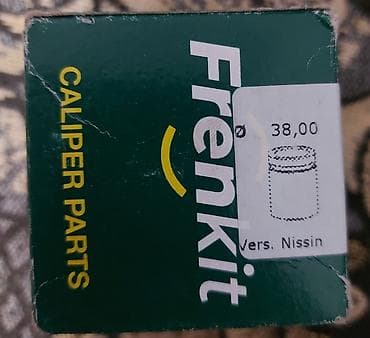 Frenkit
CALIPER PARTS
ø 38,00
Vers. Nissin